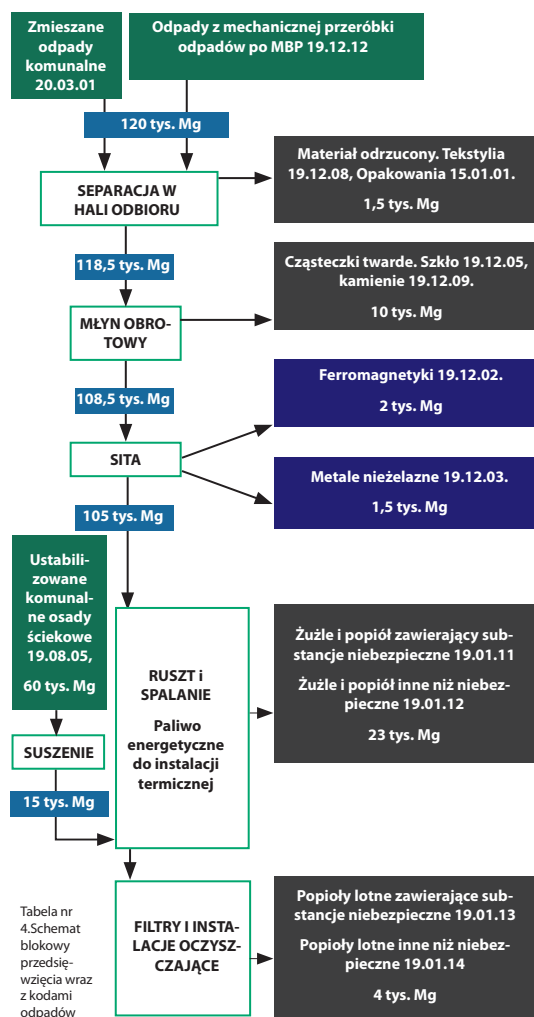 Zmieszane
odpady
komunalne
20.03.01
Odpady z mechanicznej przeróbki
odpadów po MBP 19.12.12
120 tys. Mg
SEPARACJA W
HALI ODBIORU
Materiał odrzucony. Tekstylia
19.12.08, Opakowania 15.01.01.
1,5 tys. Mg
118,5 tys. Mg
Cząsteczki twarde. Szkło 19.12.05,
kamienie 19.12.09.
10 tys. Mg
MŁYN OBRO-
TOWY
108,5 tys. Mg
Ferromagnetyki 19.12.02.
2 tys. Mg
SITA
Metale nieżelazne 19.12.03.
1,5 tys. Mg
105 tys. Mg
Ustabili-
zowane
komunal-
ne osady
ściekowe
19.08.05,
60 tys. Mg
SUSZENIE
15 tys. Mg
RUSZT i
SPALANIE
Paliwo
energetyczne
do instalacji
termicznej
Żużle i popiół zawierający sub-
stancje niebezpieczne 19.01.11
Żużle i popiół inne niż niebez-
pieczne 19.01.12
23 tys. Mg
FILTRY I INSTA-
LACJE OCZYSZ-
CZAJĄCE
Popioły lotne zawierające sub-
stancje niebezpieczne 19.01.13
Popioły lotne inne niż niebez-
pieczne 19.01.14
4 tys. Mg
Tabela nr
4.Schemat
blokowy
przedsię-
wzięcia wraz
z kodami
odpadów